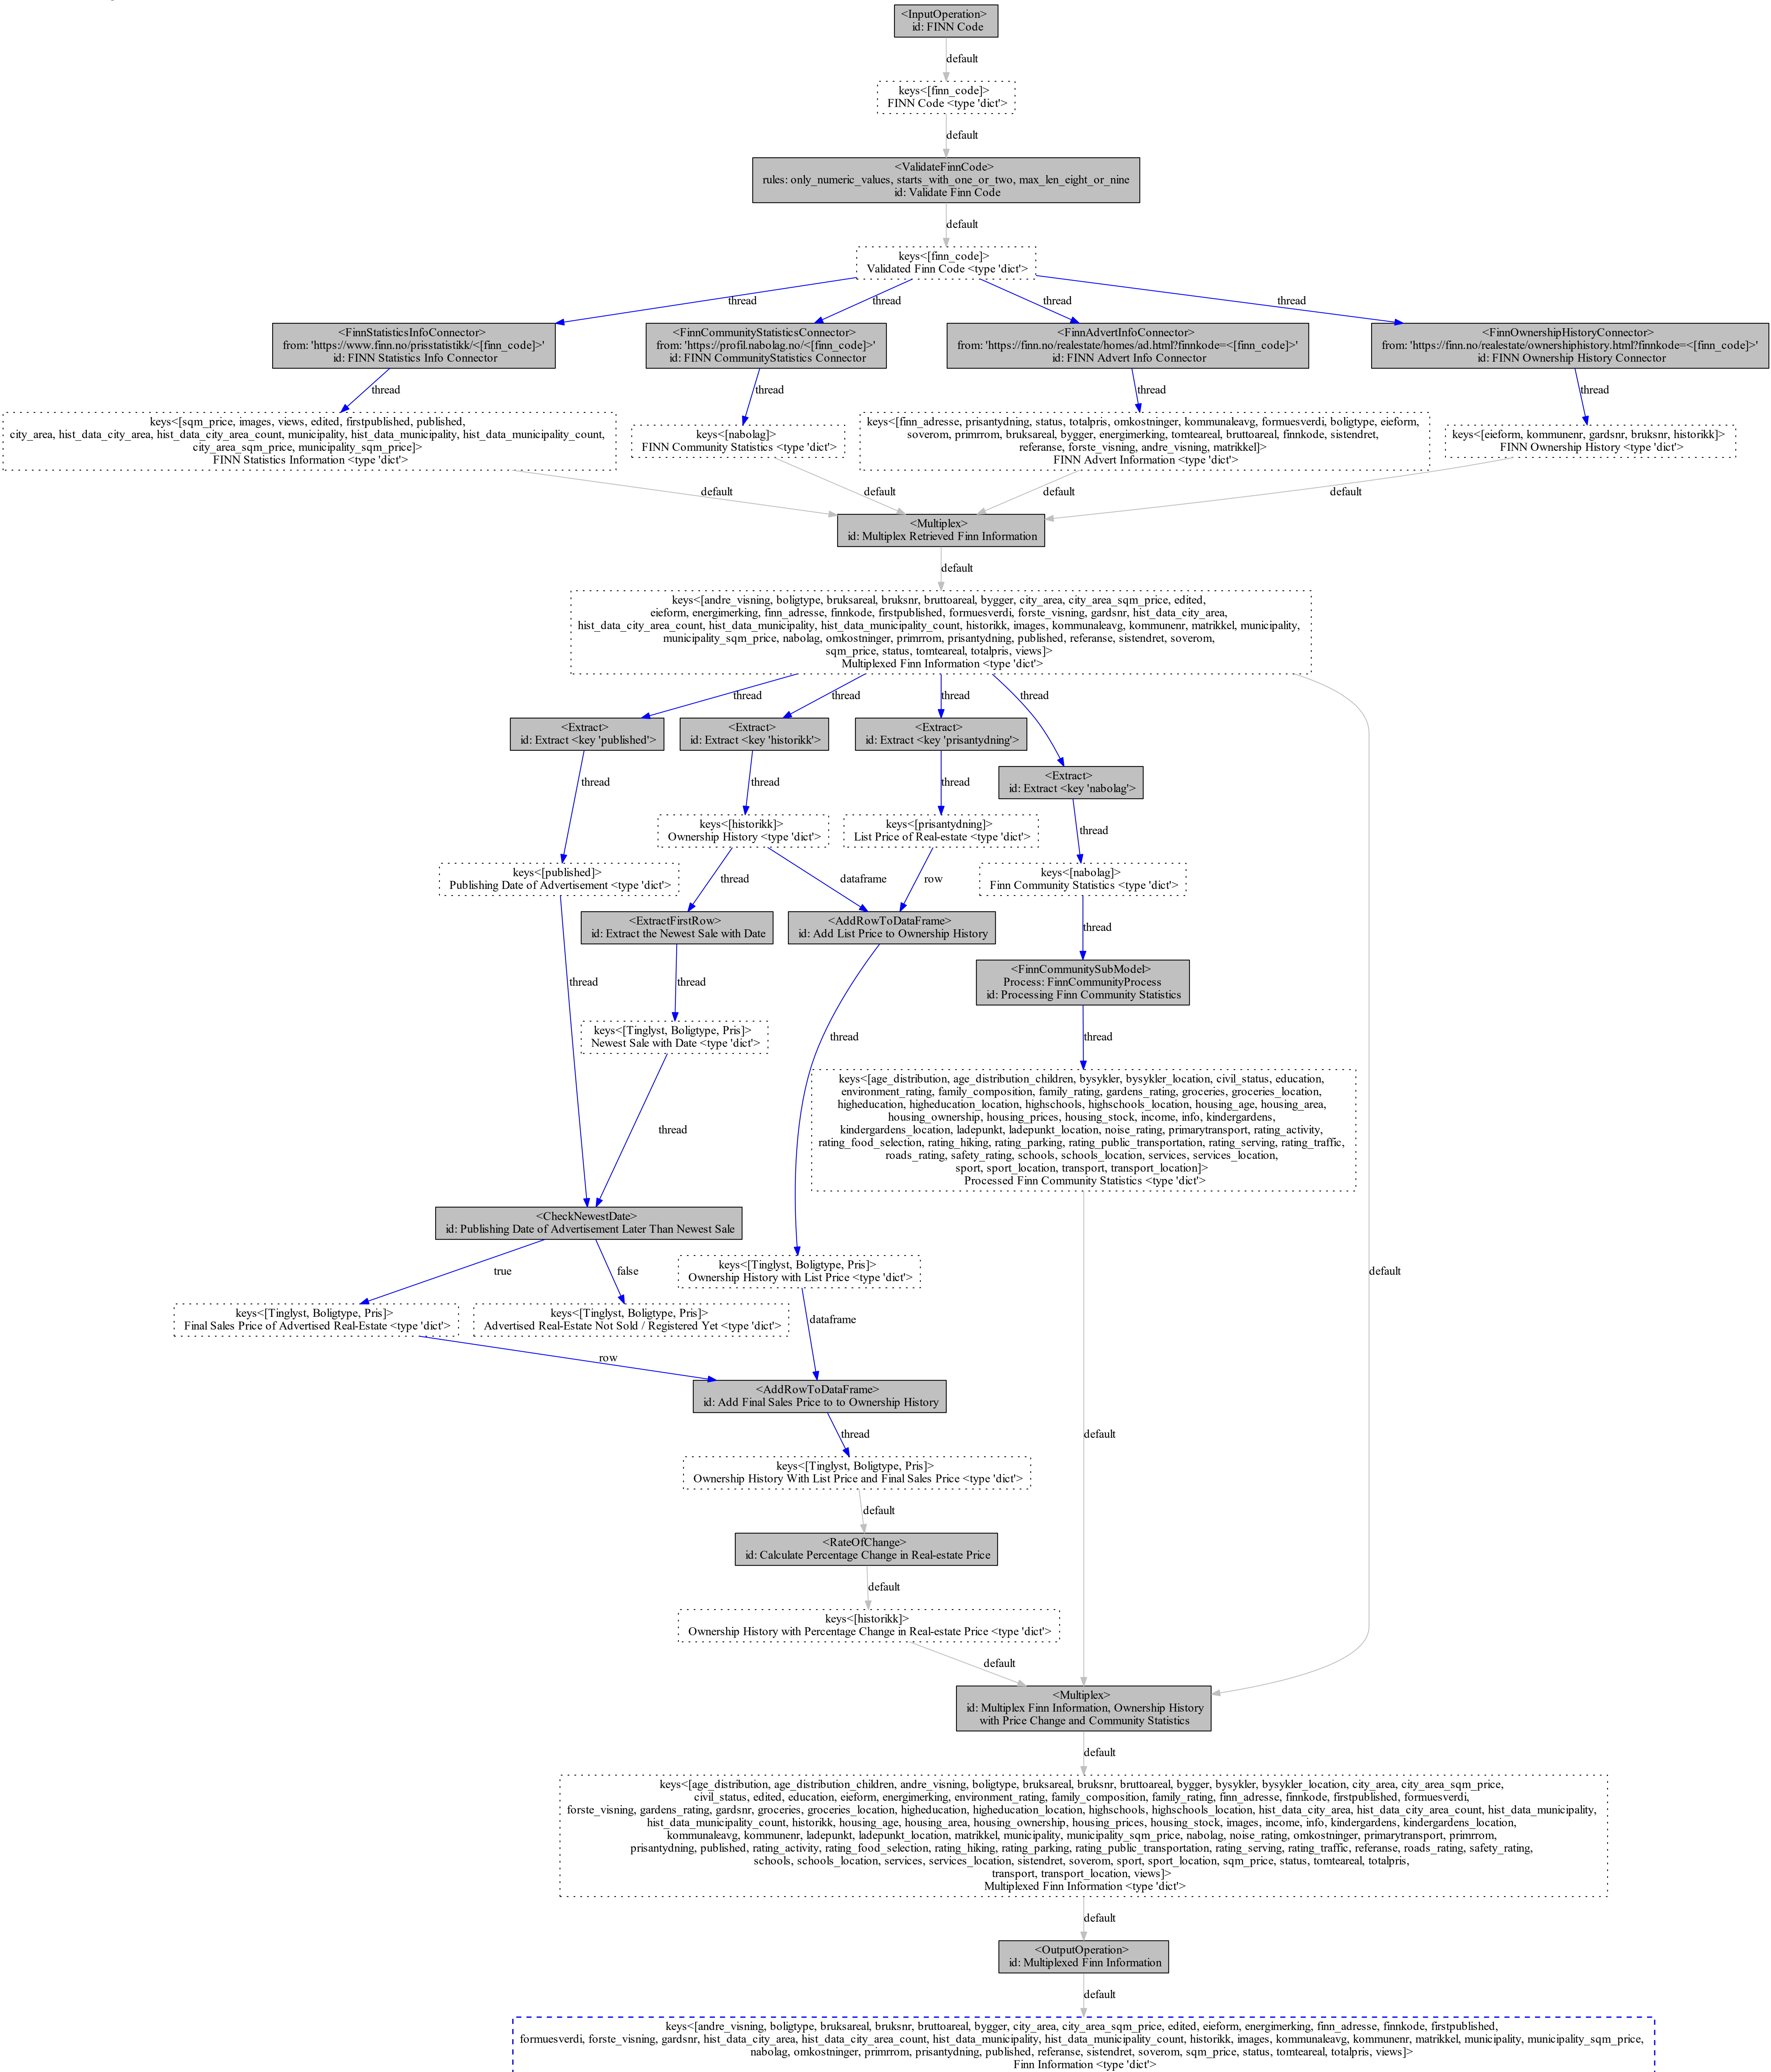 <InputOperation>
id: FINN Code
default
keys<[finn_code]>
FINN Code <type 'dict'>
default
<ValidateFinnCode>
rules: only_numeric_values, starts_with_one_or_two, max_len_eight_or_nine
id: Validate Finn Code
default
keys<[finn_code]>
Validated Finn Code <type 'dict'>
thread
thread
thread
thread
<FinnStatisticsInfoConnector>
from: 'https://www.finn.no/prisstatistikk/<[finn_code]>'
id: FINN Statistics Info Connector
<FinnCommunityStatisticsConnector>
from: 'https://profil.nabolag.no/<[finn_code]>'
id: FINN CommunityStatistics Connector
<FinnAdvertInfoConnector>
from: 'https://finn.no/realestate/homes/ad.html?finnkode=<[finn_code]>'
id: FINN Advert Info Connector
<FinnOwnershipHistoryConnector>
from: 'https://finn.no/realestate/ownershiphistory.html?finnkode=<[finn_code]>'
id: FINN Ownership History Connector
thread
thread
thread
thread
keys<[sqm_price, images, views, edited, firstpublished, published,
city_area, hist_data_city_area, hist_data_city_area_count, municipality, hist_data_municipality, hist_data_municipality_count,
city_area_sqm_price, municipality_sqm_price]>
FINN Statistics Information <type 'dict'>
keys<[nabolag]>
FINN Community Statistics <type 'dict'>
keys<[finn_adresse, prisantydning, status, totalpris, omkostninger, kommunaleavg, formuesverdi, boligtype, eieform,
soverom, primrrom, bruksareal, bygger, energimerking, tomteareal, bruttoareal, finnkode, sistendret,
referanse, forste_visning, andre_visning, matrikkel]>
FINN Advert Information <type 'dict'>
keys<[eieform, kommunenr, gardsnr, bruksnr, historikk]>
FINN Ownership History <type 'dict'>
default
default
default
default
<Multiplex>
id: Multiplex Retrieved Finn Information
default
keys<[andre_visning, boligtype, bruksareal, bruksnr, bruttoareal, bygger, city_area, city_area_sqm_price, edited,
eieform, energimerking, finn_adresse, finnkode, firstpublished, formuesverdi, forste_visning, gardsnr, hist_data_city_area,
hist_data_city_area_count, hist_data_municipality, hist_data_municipality_count, historikk, images, kommunaleavg, kommunenr, matrikkel, municipality,
municipality_sqm_price, nabolag, omkostninger, primrrom, prisantydning, published, referanse, sistendret, soverom,
sqm_price, status, tomteareal, totalpris, views]>
Multiplexed Finn Information <type 'dict'>
thread
thread
thread
thread
<Extract>
id: Extract <key 'published'>
<Extract>
id: Extract <key 'historikk'>
<Extract>
id: Extract <key 'prisantydning'>
<Extract>
id: Extract <key 'nabolag'>
thread
thread
thread
thread
keys<[historikk]>
Ownership History <type 'dict'>
keys<[prisantydning]>
List Price of Real-estate <type 'dict'>
keys<[published]>
Publishing Date of Advertisement <type 'dict'>
keys<[nabolag]>
Finn Community Statistics <type 'dict'>
thread
dataframe
row
<ExtractFirstRow>
id: Extract the Newest Sale with Date
<AddRowToDataFrame>
id: Add List Price to Ownership History
thread
<FinnCommunitySubModel>
Process: FinnCommunityProcess
id: Processing Finn Community Statistics
thread
thread
thread
thread
keys<[Tinglyst, Boligtype, Pris]>
Newest Sale with Date <type 'dict'>
keys<[age_distribution, age_distribution_children, bysykler, bysykler_location, civil_status, education,
environment_rating, family_composition, family_rating, gardens_rating, groceries, groceries_location,
higheducation, higheducation_location, highschools, highschools_location, housing_age, housing_area,
housing_ownership, housing_prices, housing_stock, income, info, kindergardens,
kindergardens_location, ladepunkt, ladepunkt_location, noise_rating, primarytransport, rating_activity,
rating_food_selection, rating_hiking, rating_parking, rating_public_transportation, rating_serving, rating_traffic,
roads_rating, safety_rating, schools, schools_location, services, services_location,
sport, sport_location, transport, transport_location]>
Processed Finn Community Statistics <type 'dict'>
thread
<CheckNewestDate>
id: Publishing Date of Advertisement Later Than Newest Sale
true
false
keys<[Tinglyst, Boligtype, Pris]>
Ownership History with List Price <type 'dict'>
default
keys<[Tinglyst, Boligtype, Pris]>
Final Sales Price of Advertised Real-Estate <type 'dict'>
keys<[Tinglyst, Boligtype, Pris]>
Advertised Real-Estate Not Sold / Registered Yet <type 'dict'>
dataframe
row
<AddRowToDataFrame>
id: Add Final Sales Price to to Ownership History
thread
default
keys<[Tinglyst, Boligtype, Pris]>
Ownership History With List Price and Final Sales Price <type 'dict'>
default
<RateOfChange>
id: Calculate Percentage Change in Real-estate Price
default
keys<[historikk]>
Ownership History with Percentage Change in Real-estate Price <type 'dict'>
default
<Multiplex>
id: Multiplex Finn Information, Ownership History
with Price Change and Community Statistics
default
keys<[age_distribution, age_distribution_children, andre_visning, boligtype, bruksareal, bruksnr, bruttoareal, bygger, bysykler, bysykler_location, city_area, city_area_sqm_price,
civil_status, edited, education, eieform, energimerking, environment_rating, family_composition, family_rating, finn_adresse, finnkode, firstpublished, formuesverdi,
forste_visning, gardens_rating, gardsnr, groceries, groceries_location, higheducation, higheducation_location, highschools, highschools_location, hist_data_city_area, hist_data_city_area_count, hist_data_municipality,
hist_data_municipality_count, historikk, housing_age, housing_area, housing_ownership, housing_prices, housing_stock, images, income, info, kindergardens, kindergardens_location,
kommunaleavg, kommunenr, ladepunkt, ladepunkt_location, matrikkel, municipality, municipality_sqm_price, nabolag, noise_rating, omkostninger, primarytransport, primrrom,
prisantydning, published, rating_activity, rating_food_selection, rating_hiking, rating_parking, rating_public_transportation, rating_serving, rating_traffic, referanse, roads_rating, safety_rating,
schools, schools_location, services, services_location, sistendret, soverom, sport, sport_location, sqm_price, status, tomteareal, totalpris,
transport, transport_location, views]>
Multiplexed Finn Information <type 'dict'>
default
<OutputOperation>
id: Multiplexed Finn Information
default
keys<[andre_visning, boligtype, bruksareal, bruksnr, bruttoareal, bygger, city_area, city_area_sqm_price, edited, eieform, energimerking, finn_adresse, finnkode, firstpublished,
formuesverdi, forste_visning, gardsnr, hist_data_city_area, hist_data_city_area_count, hist_data_municipality, hist_data_municipality_count, historikk, images, kommunaleavg, kommunenr, matrikkel, municipality, municipality_sqm_price,
nabolag, omkostninger, primrrom, prisantydning, published, referanse, sistendret, soverom, sqm_price, status, tomteareal, totalpris, views]>
Finn Information <type 'dict'>